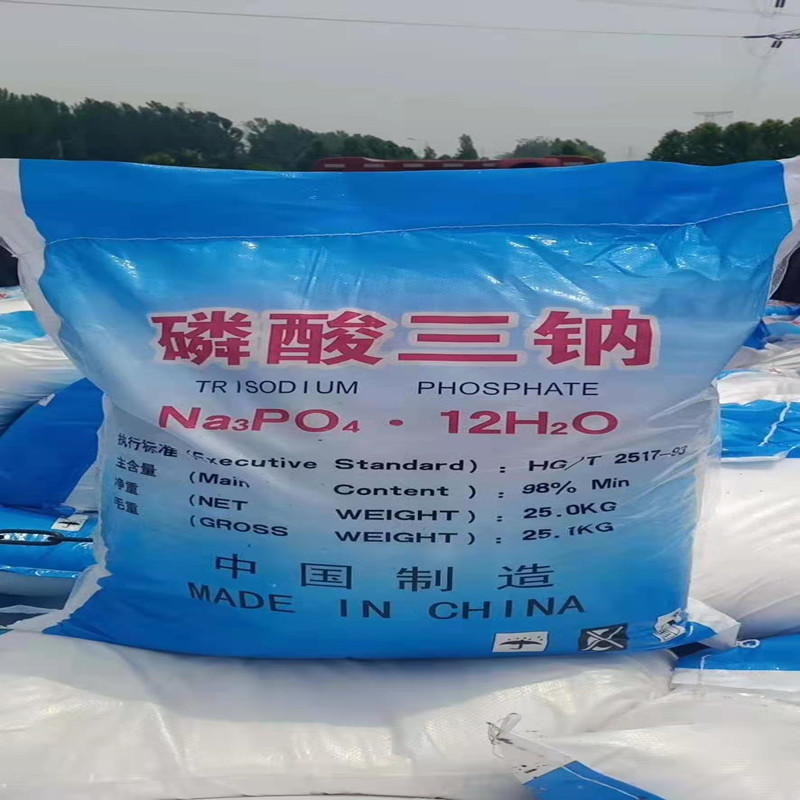 磷酸三钠
TRISODIUM PHOSPHATE
Na₃PO₄ · 12H₂O
执行标准 (Executive Standard) : HG/T 2517-93
主含量 (Main Content ) : 98% Min
净重 (NET WEIGHT ) : 25.0KG
毛重 (GROSS WEIGHT ) : 25.1KG
中国制造
MADE IN CHINA